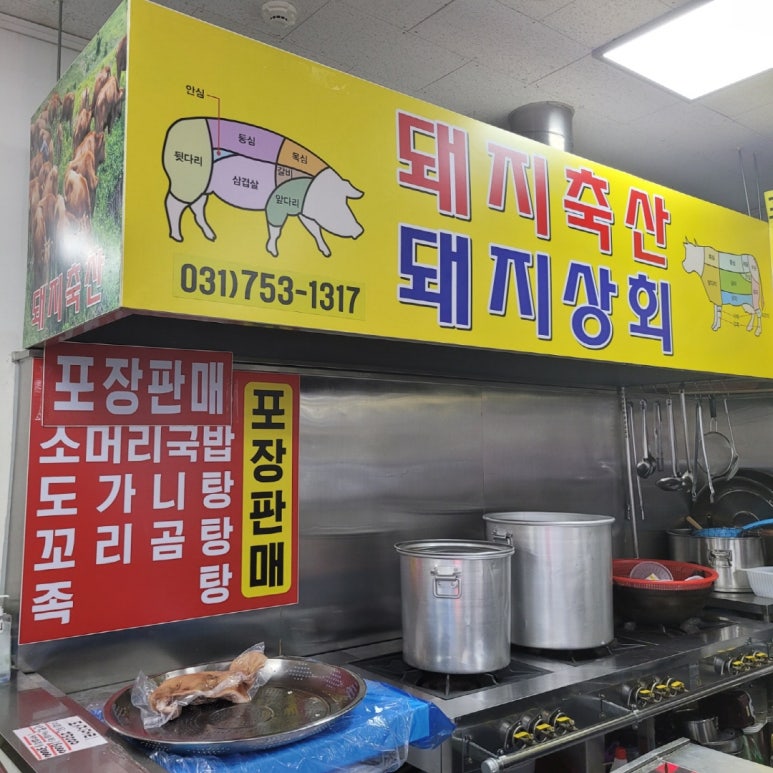 안심
등심
목심
갈비
뒷다리
삼겹살
앞다리
031)753-1317
돼지축산
돼지상회
돼지축산
포장판매
소머리국밥
도가니탕
꼬리곰탕
족탕
포장판매